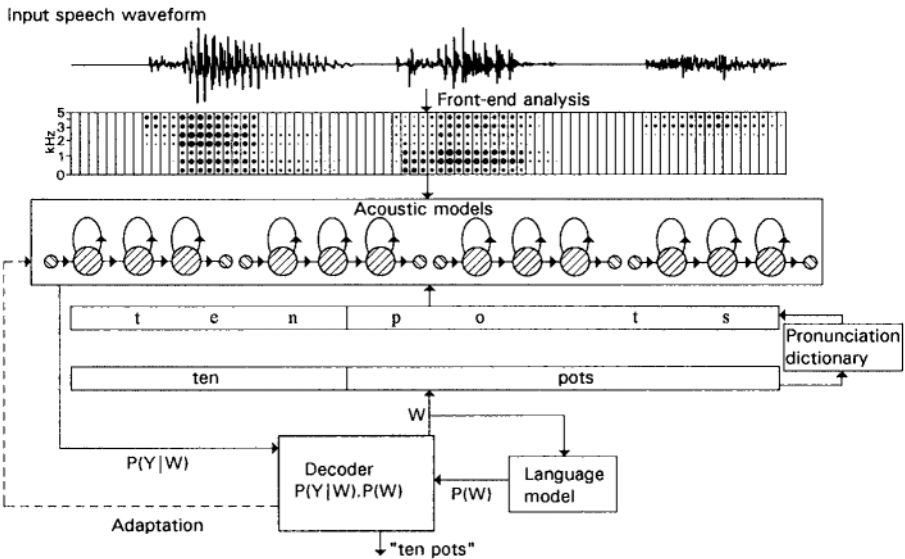 Input speech waveform
Front-end analysis
5
3
2
1
0
kHz
Acoustic models
t e n p o t s
Pronunciation
dictionary
ten pots
W
P(Y|W)
Decoder
P(Y|W).P(W)
P(W)
Language
model
Adaptation
"ten pots"